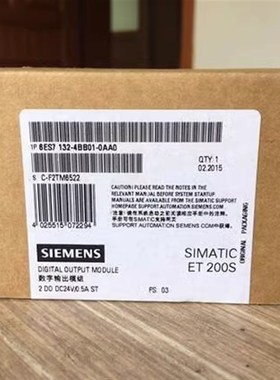 1P 6ES7 132-4BB01-0AA0
QTY: 1
02.2015
S C-F2TM6522
PLEASE READ THE NOTES IN THE
RELEVANT MANUAL BEFORE SYSTEM STARTUP
MANUALS ARE AVAILABLE FROM THE SIMATIC SUPPORT
HOMEPAGE SUPPORT.AUTOMATION.SIEMENS.COM
SUPPORT.AUTOMATION.SIEMENS.COM
4 025515 072294
ORIGINAL PACKAGING
SIEMENS
SIMATIC
ET 200S
DIGITAL OUTPUT MODULE
数字输出模组
2 DO DC24V/0.5A ST
FS: 03